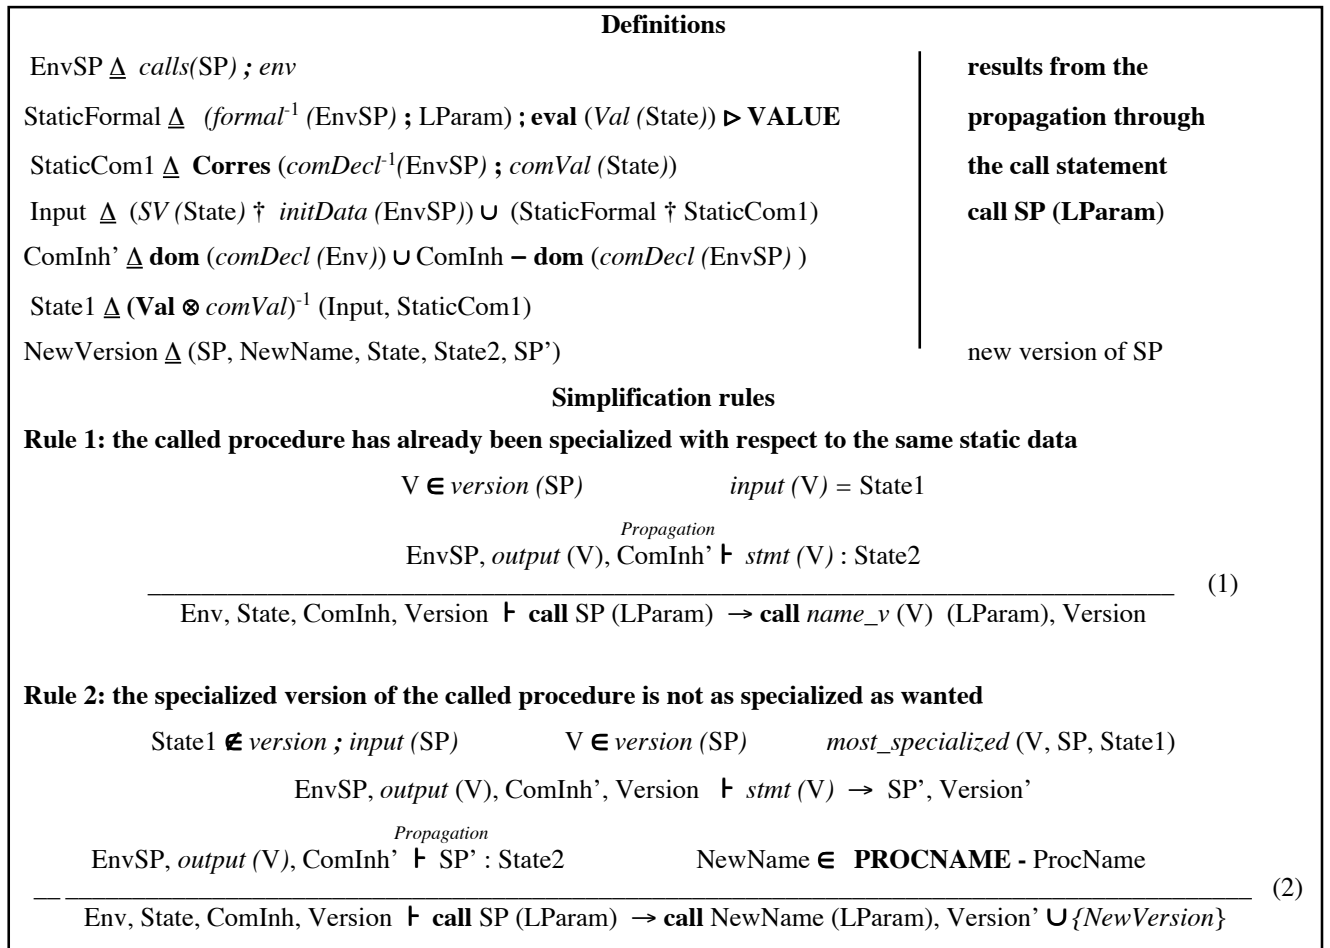 Definitions
EnvSP Δ calls(SP) ; env results from the
StaticFormal Δ (formal⁻¹ (EnvSP) ; LParam) ; eval (Val (State)) ▷ VALUE propagation through
StaticCom1 Δ Corres (comDecl⁻¹(EnvSP) ; comVal (State)) the call statement
Input Δ (SV (State) † initData (EnvSP)) ∪ (StaticFormal † StaticCom1) call SP (LParam)
ComInh’ Δ dom (comDecl (Env)) ∪ ComInh − dom (comDecl (EnvSP) )
State1 Δ (Val ⊗ comVal)⁻¹ (Input, StaticCom1)
NewVersion Δ (SP, NewName, State, State2, SP’) new version of SP
Simplification rules
Rule 1: the called procedure has already been specialized with respect to the same static data
V ∈ version (SP) input (V) = State1
Propagation
EnvSP, output (V), ComInh’ ⊢ stmt (V) : State2
(1)
Env, State, ComInh, Version ⊢ call SP (LParam) → call name_v (V) (LParam), Version
Rule 2: the specialized version of the called procedure is not as specialized as wanted
State1 ∉ version ; input (SP) V ∈ version (SP) most_specialized (V, SP, State1)
EnvSP, output (V), ComInh’, Version ⊢ stmt (V) → SP’, Version’
Propagation
EnvSP, output (V), ComInh’ ⊢ SP’ : State2 NewName ∈ PROCNAME - ProcName
(2)
Env, State, ComInh, Version ⊢ call SP (LParam) → call NewName (LParam), Version’ ∪ {NewVersion}